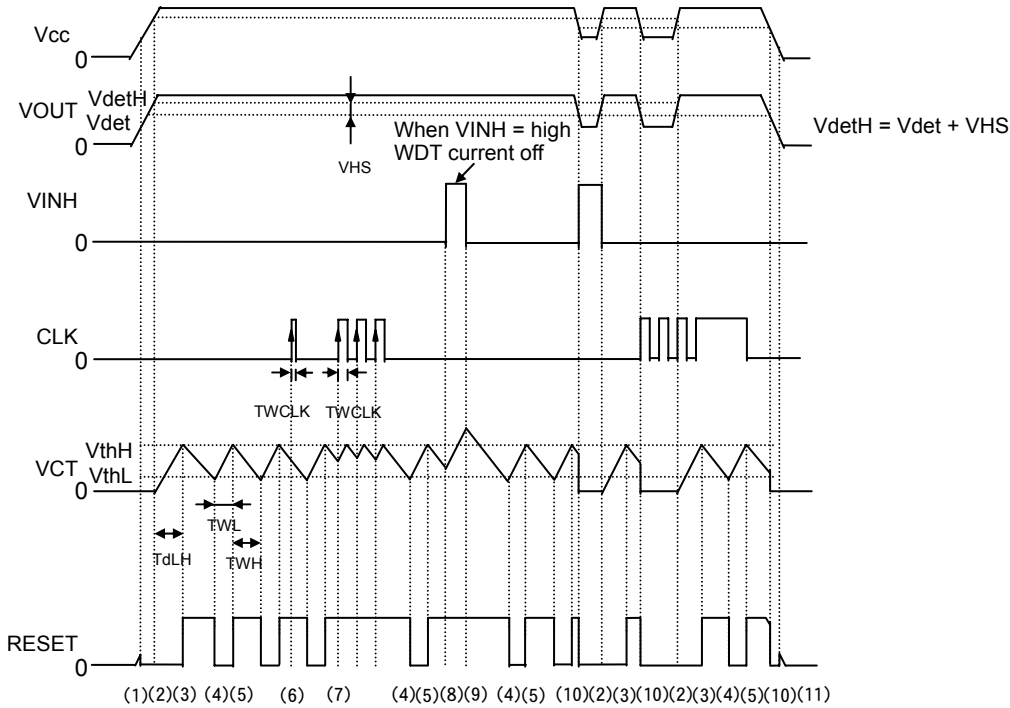 Vcc
0
VOUT
VdetH
Vdet
0
VHS
When VINH = high
WDT current off
VdetH = Vdet + VHS
VINH
0
CLK
0
TWCLK TWCLK
VCT
VthH
VthL
0
TWL
TdLH
TWH
RESET
0
(1)(2)(3) (4)(5) (6) (7) (4)(5)(8)(9) (4)(5) (10)(2)(3)(10)(2)(3)(4)(5)(10)(11)